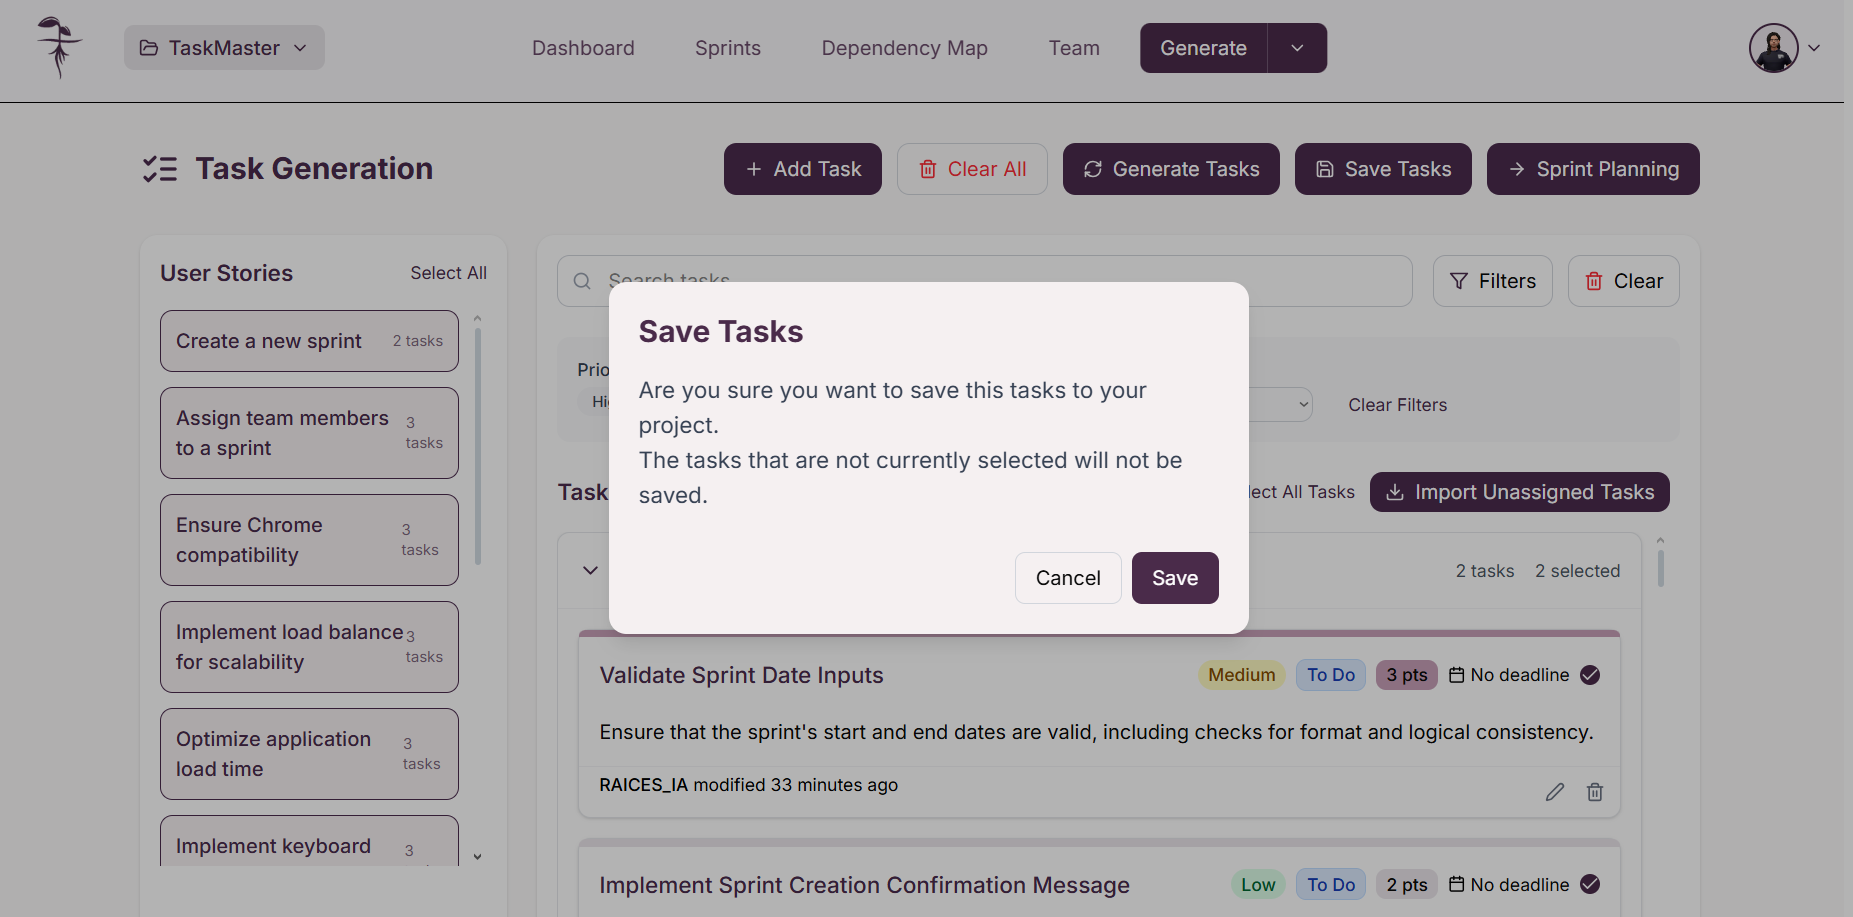 TaskMaster
Dashboard
Sprints
Dependency Map
Team
Generate
Task Generation
Add Task
Clear All
Generate Tasks
Save Tasks
Sprint Planning
User Stories
Select All
Create a new sprint
2 tasks
Assign team members
to a sprint
3
tasks
Ensure Chrome
compatibility
3
tasks
Implement load balance
for scalability
3
tasks
Optimize application
load time
3
tasks
Implement keyboard
3
Search tasks
Filters
Clear
Clear Filters
All Tasks
Import Unassigned Tasks
2 tasks
2 selected
Save Tasks
Are you sure you want to save this tasks to your
project.
The tasks that are not currently selected will not be
saved.
Cancel
Save
Validate Sprint Date Inputs
Medium
To Do
3 pts
No deadline
Ensure that the sprint's start and end dates are valid, including checks for format and logical consistency.
RAICES_IA modified 33 minutes ago
Implement Sprint Creation Confirmation Message
Low
To Do
2 pts
No deadline